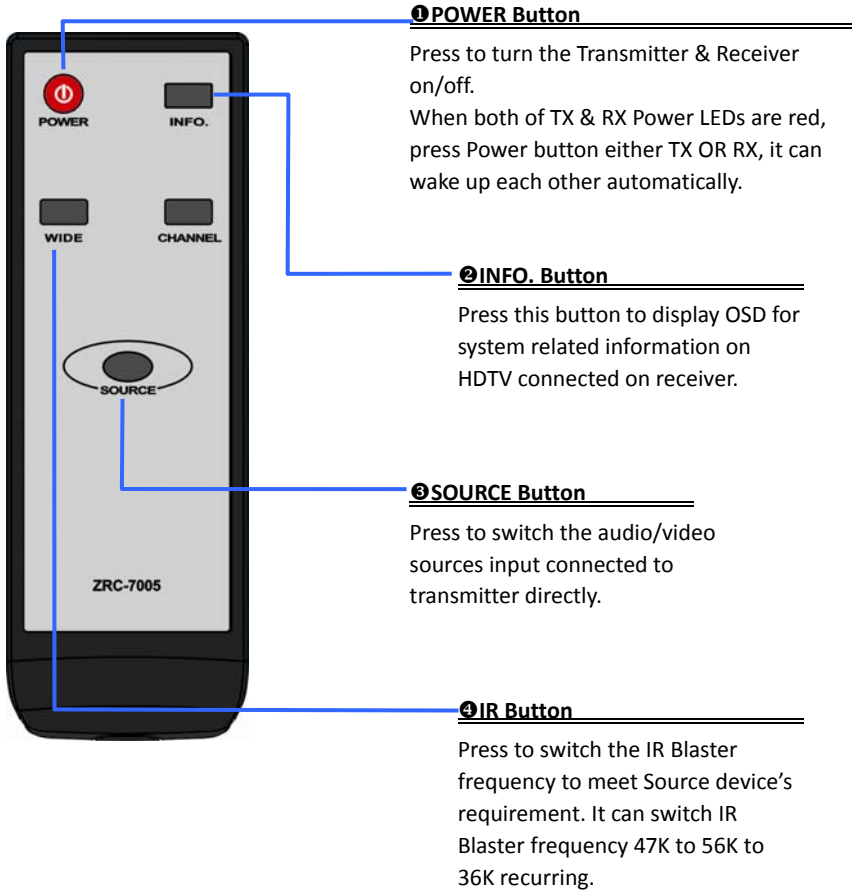 ❶POWER Button
Press to turn the Transmitter & Receiver
on/off.
When both of TX & RX Power LEDs are red,
press Power button either TX OR RX, it can
wake up each other automatically.
POWER
INFO.
WIDE
CHANNEL
❷INFO. Button
Press this button to display OSD for
system related information on
HDTV connected on receiver.
SOURCE
❸SOURCE Button
Press to switch the audio/video
sources input connected to
transmitter directly.
ZRC-7005
❹IR Button
Press to switch the IR Blaster
frequency to meet Source device’s
requirement. It can switch IR
Blaster frequency 47K to 56K to
36K recurring.